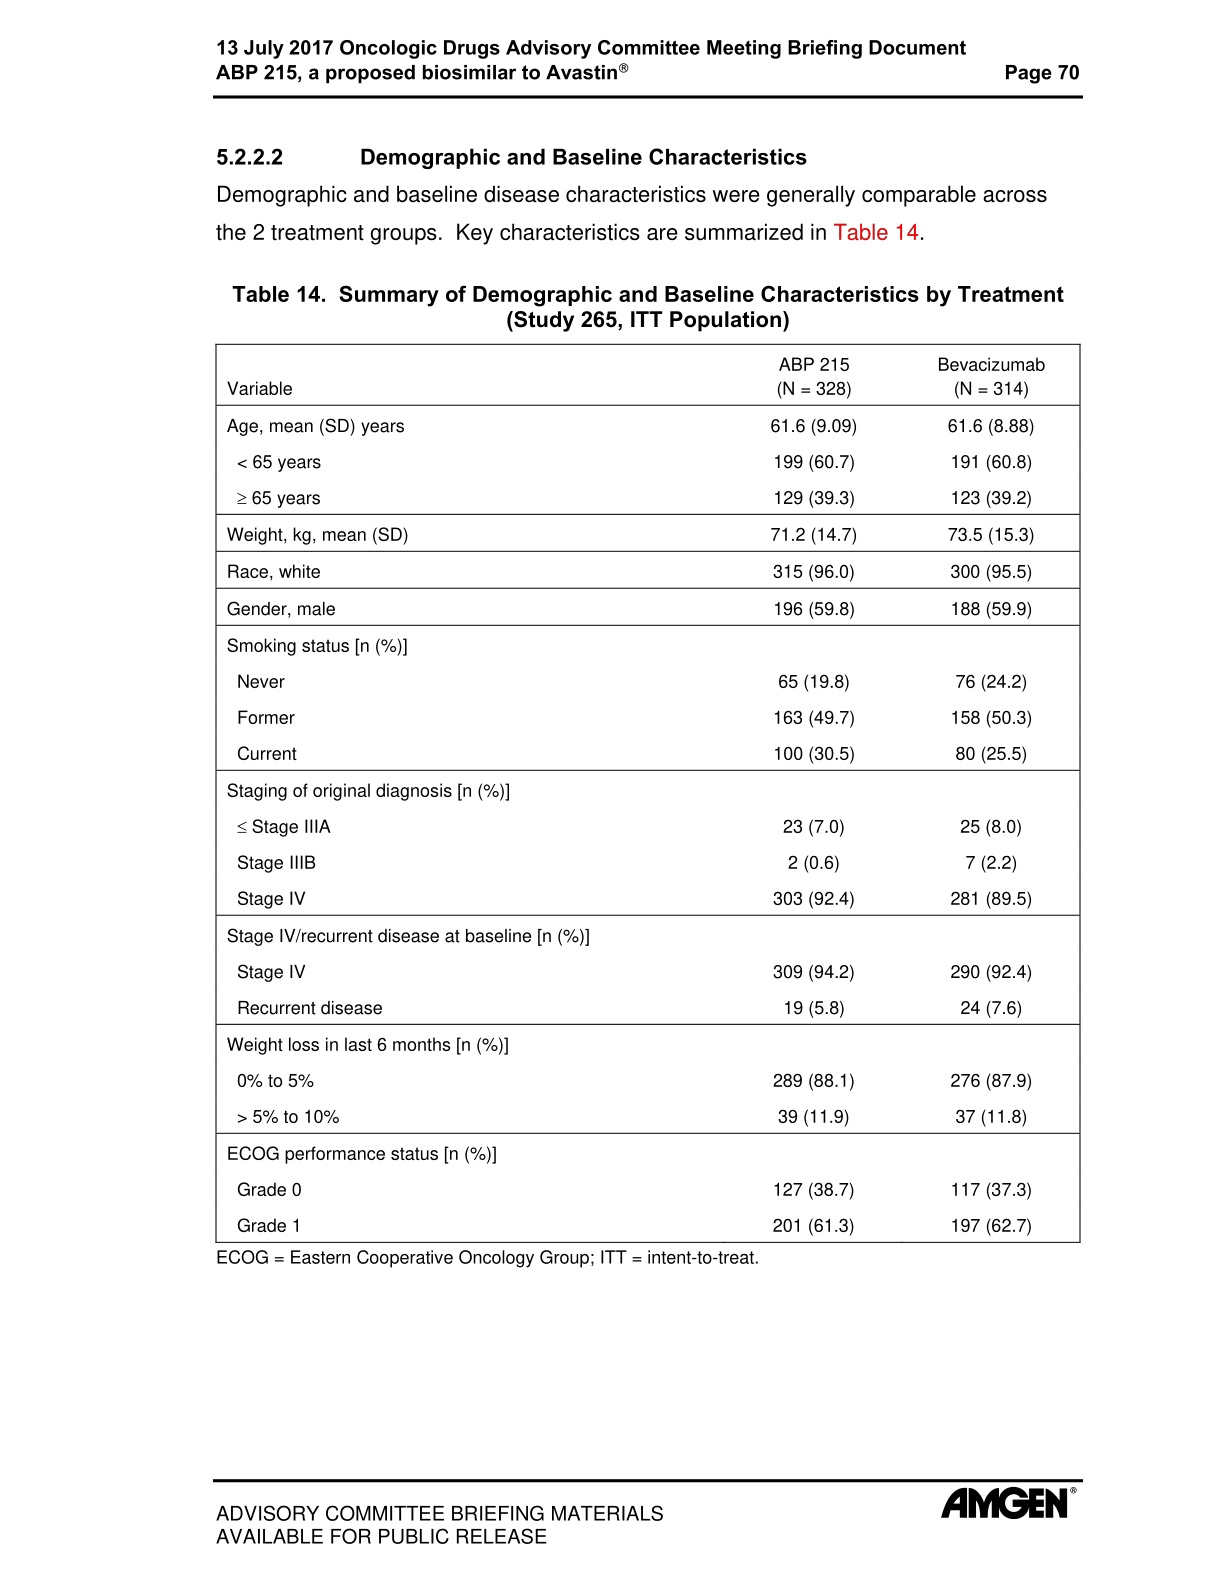 13 July 2017 Oncologic Drugs Advisory Committee Meeting Briefing Document
ABP 215, a proposed biosimilar to Avastin® Page 70
5.2.2.2 Demographic and Baseline Characteristics
Demographic and baseline disease characteristics were generally comparable across
the 2 treatment groups. Key characteristics are summarized in Table 14.
Table 14. Summary of Demographic and Baseline Characteristics by Treatment
(Study 265, ITT Population)
Variable ABP 215 (N = 328) Bevacizumab (N = 314)
Age, mean (SD) years 61.6 (9.09) 61.6 (8.88)
< 65 years 199 (60.7) 191 (60.8)
≥ 65 years 129 (39.3) 123 (39.2)
Weight, kg, mean (SD) 71.2 (14.7) 73.5 (15.3)
Race, white 315 (96.0) 300 (95.5)
Gender, male 196 (59.8) 188 (59.9)
Smoking status [n (%)]
Never 65 (19.8) 76 (24.2)
Former 163 (49.7) 158 (50.3)
Current 100 (30.5) 80 (25.5)
Staging of original diagnosis [n (%)]
≤ Stage IIIA 23 (7.0) 25 (8.0)
Stage IIIB 2 (0.6) 7 (2.2)
Stage IV 303 (92.4) 281 (89.5)
Stage IV/recurrent disease at baseline [n (%)]
Stage IV 309 (94.2) 290 (92.4)
Recurrent disease 19 (5.8) 24 (7.6)
Weight loss in last 6 months [n (%)]
0% to 5% 289 (88.1) 276 (87.9)
> 5% to 10% 39 (11.9) 37 (11.8)
ECOG performance status [n (%)]
Grade 0 127 (38.7) 117 (37.3)
Grade 1 201 (61.3) 197 (62.7)
ECOG = Eastern Cooperative Oncology Group; ITT = intent-to-treat.
ADVISORY COMMITTEE BRIEFING MATERIALS
AVAILABLE FOR PUBLIC RELEASE
AMGEN®